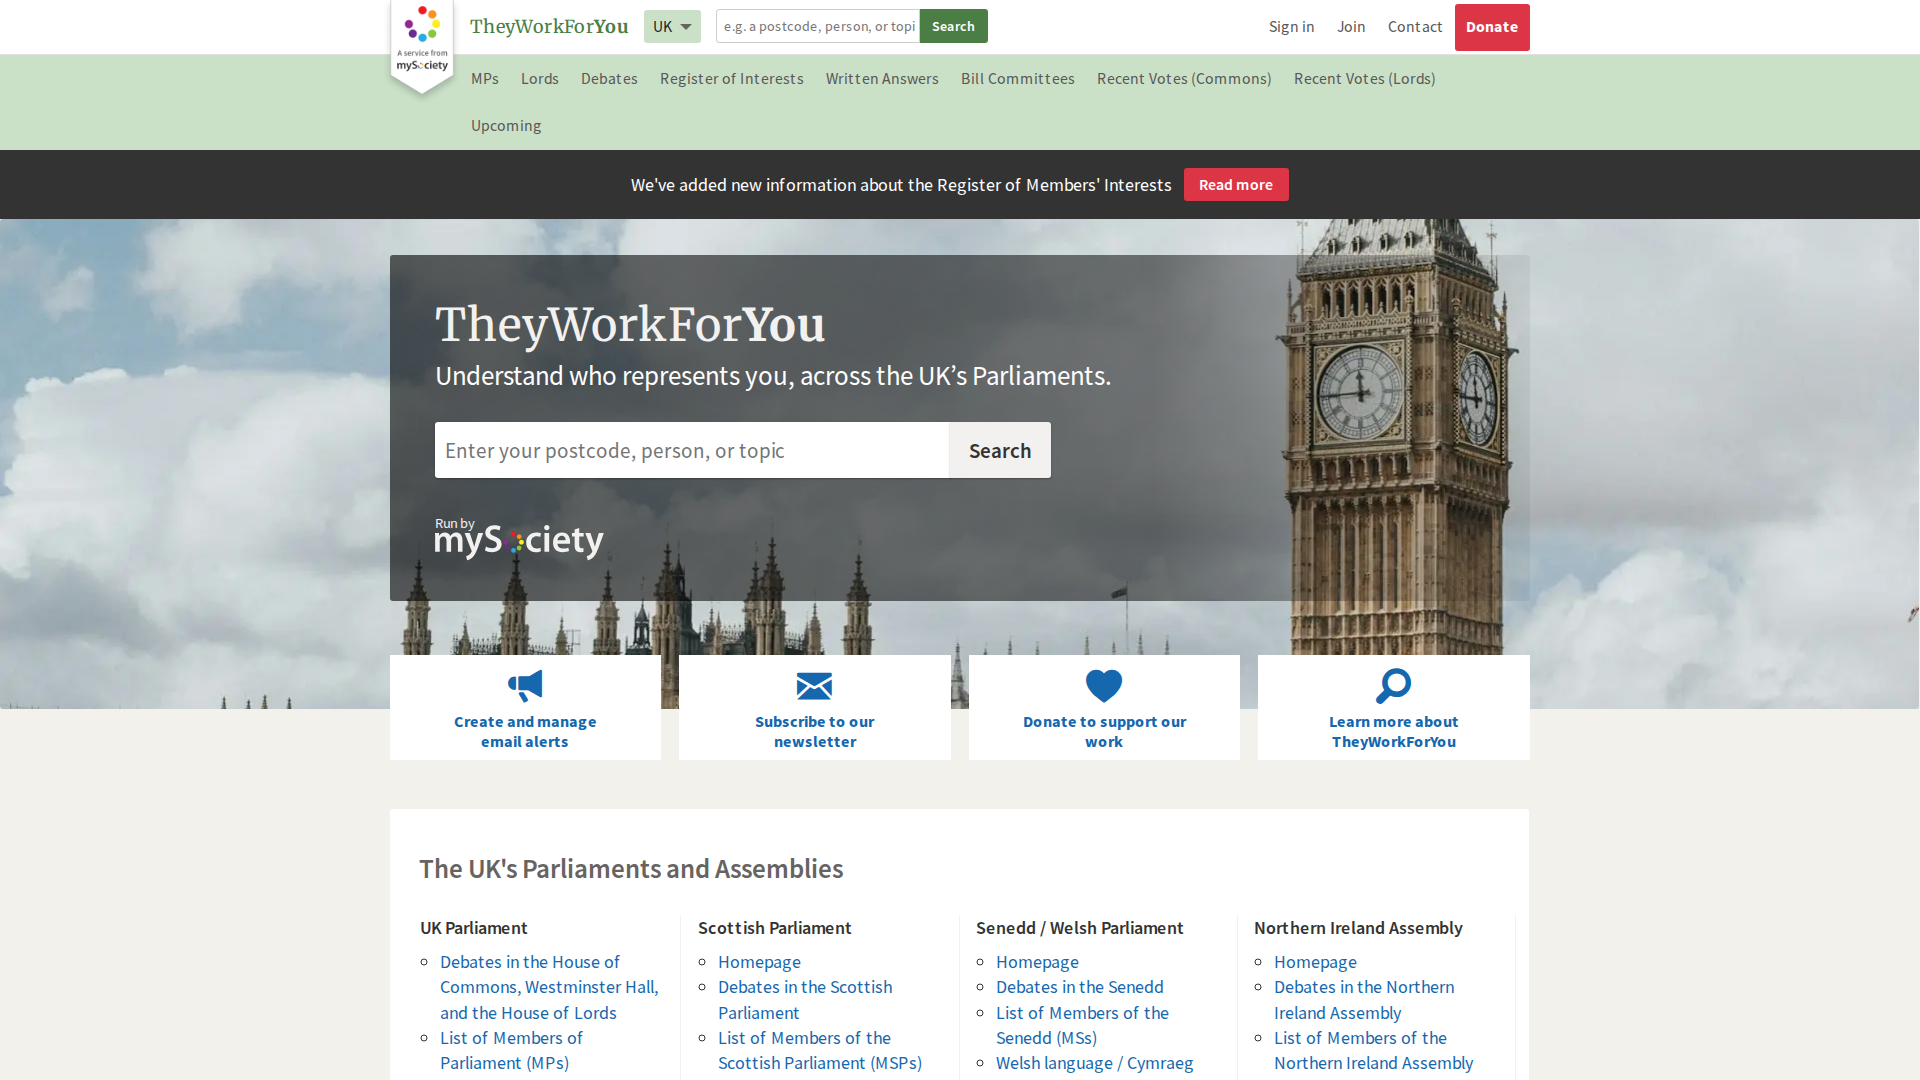 A service from
mySociety
TheyWorkForYou
UK
e.g. a postcode, person, or topi
Search
Sign in
Join
Contact
Donate
MPs
Lords
Debates
Register of Interests
Written Answers
Bill Committees
Recent Votes (Commons)
Recent Votes (Lords)
Upcoming
We've added new information about the Register of Members' Interests
Read more
TheyWorkForYou
Understand who represents you, across the UK’s Parliaments.
Enter your postcode, person, or topic
Search
Run by
mySociety
Create and manage
email alerts
Subscribe to our
newsletter
Donate to support our
work
Learn more about
TheyWorkForYou
The UK's Parliaments and Assemblies
UK Parliament
Debates in the House of
Commons, Westminster Hall,
and the House of Lords
List of Members of
Parliament (MPs)
Scottish Parliament
Homepage
Debates in the Scottish
Parliament
List of Members of the
Scottish Parliament (MSPs)
Senedd / Welsh Parliament
Homepage
Debates in the Senedd
List of Members of the
Senedd (MSs)
Welsh language / Cymraeg
Northern Ireland Assembly
Homepage
Debates in the Northern
Ireland Assembly
List of Members of the
Northern Ireland Assembly